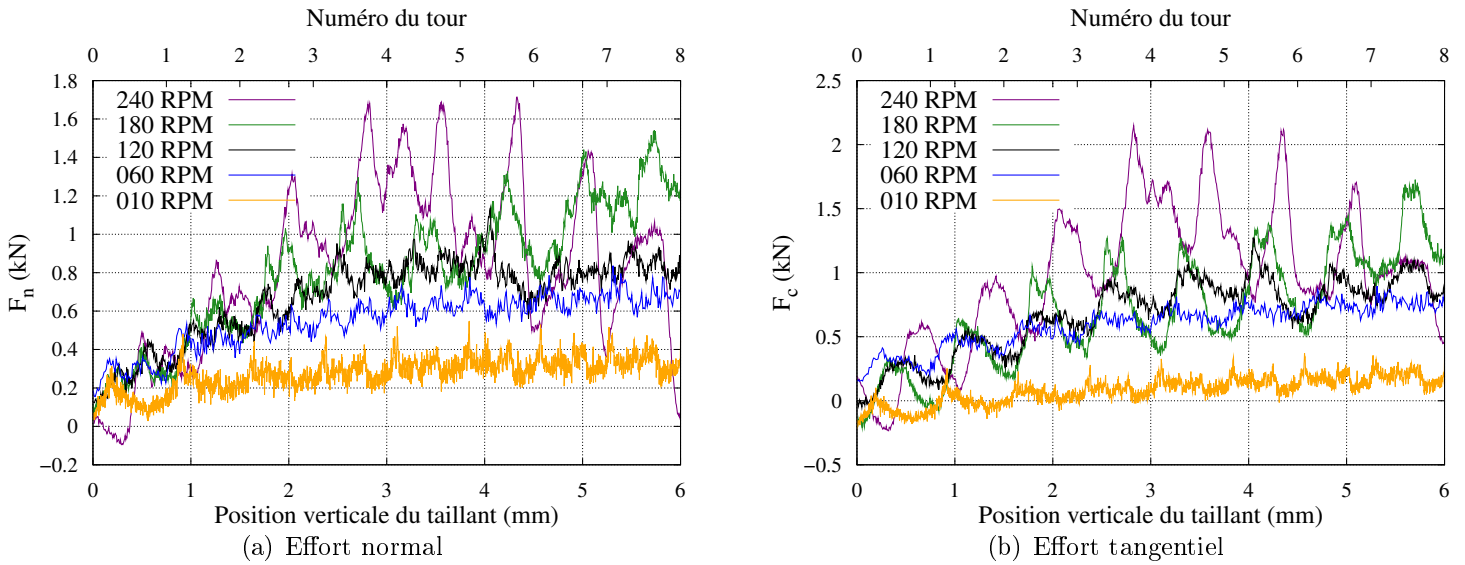 Numéro du tour
0 1 2 3 4 5 6 7 8
1.8
1.6
1.4
1.2
1
0.8
0.6
0.4
0.2
0
−0.2
F_n (kN)
240 RPM
180 RPM
120 RPM
060 RPM
010 RPM
0 1 2 3 4 5 6
Position verticale du taillant (mm)
(a) Effort normal
Numéro du tour
0 1 2 3 4 5 6 7 8
2.5
2
1.5
1
0.5
0
−0.5
F_c (kN)
240 RPM
180 RPM
120 RPM
060 RPM
010 RPM
0 1 2 3 4 5 6
Position verticale du taillant (mm)
(b) Effort tangentiel